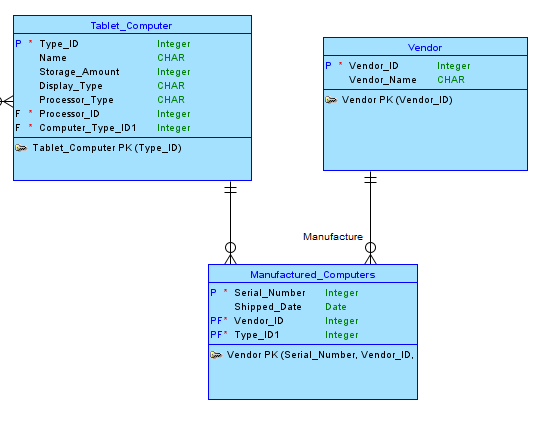 Tablet_Computer
P * Type_ID Integer
Name CHAR
Storage_Amount Integer
Display_Type CHAR
Processor_Type CHAR
F * Processor_ID Integer
F * Computer_Type_ID1 Integer
Tablet_Computer PK (Type_ID)
Vendor
P * Vendor_ID Integer
Vendor_Name CHAR
Vendor PK (Vendor_ID)
Manufacture
Manufactured_Computers
P * Serial_Number Integer
Shipped_Date Date
PF* Vendor_ID Integer
PF* Type_ID1 Integer
Vendor PK (Serial_Number, Vendor_ID,